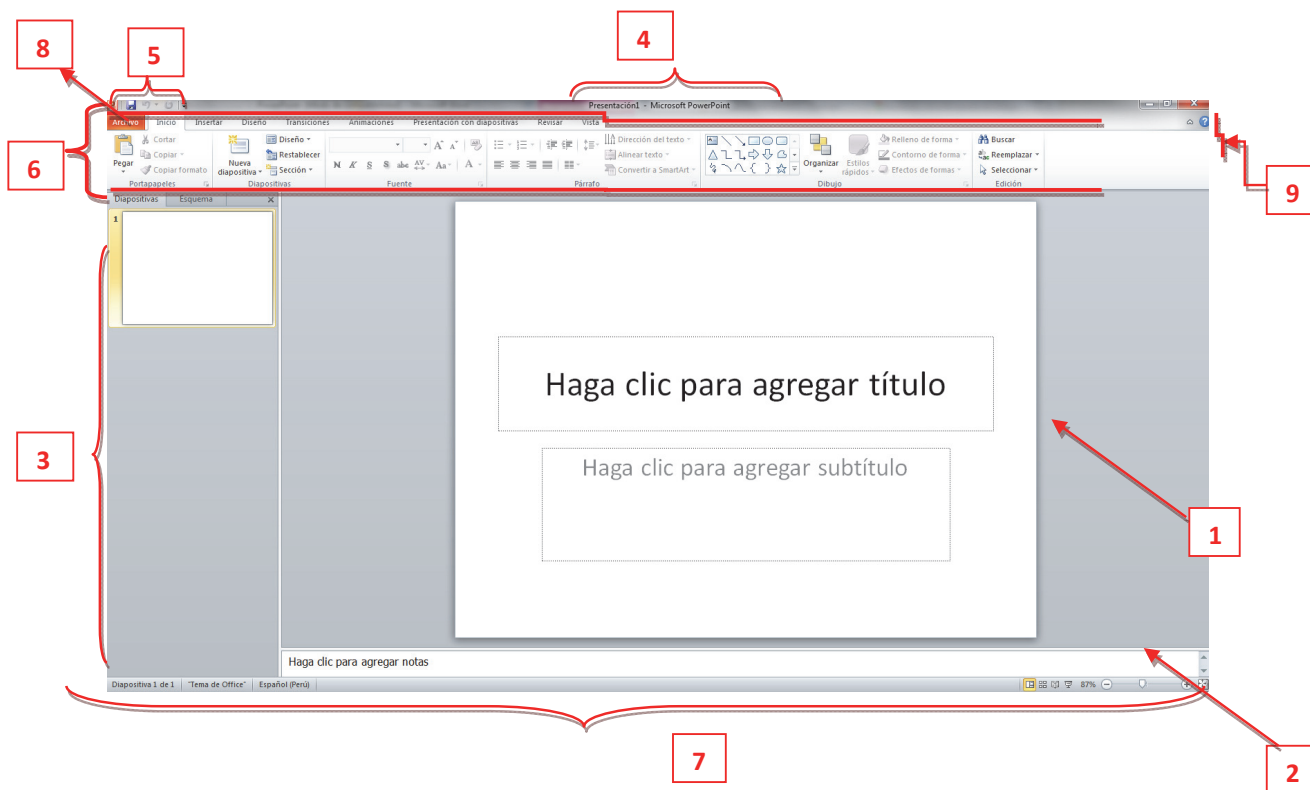 8
5
4
Presentación1 - Microsoft PowerPoint
Archivo Inicio Insertar Diseño Transiciones Animaciones Presentación con diapositivas Revisar Vista
Cortar Diseño Dirección del texto Relleno de forma Buscar
Copiar Restablecer Alinear texto Contorno de forma Reemplazar
Pegar Nueva Organizar Estilos
Copiar formato diapositiva Sección N K S S abc AV Aa A Convertir a SmartArt rápidos Efectos de formas Seleccionar
Portapapeles Diapositivas Fuente Párrafo Dibujo Edición
6
9
Diapositivas Esquema
1
Haga clic para agregar título
3
Haga clic para agregar subtítulo
1
Haga clic para agregar notas
Diapositiva 1 de 1 "Tema de Office" Español (Perú) 87%
7
2